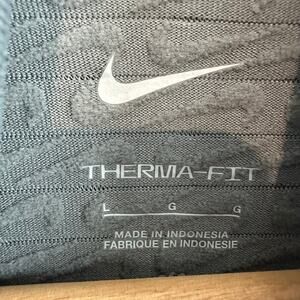 THERMA-FIT
L G G
MADE IN INDONESIA
FABRIQUE EN INDONESIE